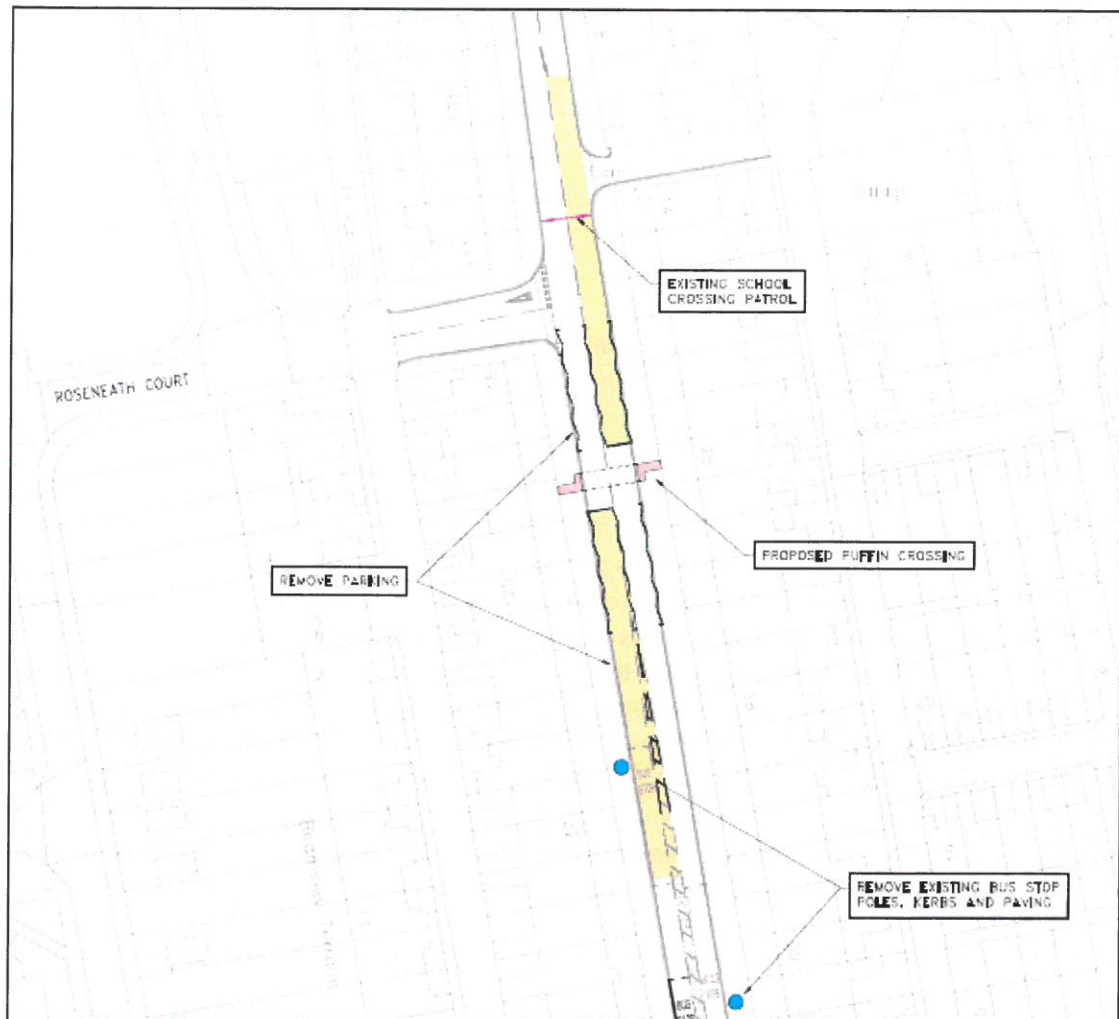 EXISTING SCHOOL
CROSSING PATROL
ROSENEATH COURT
PROPOSED PUFFIN CROSSING
REMOVE PARKING
REMOVE EXISTING BUS STOP
POLES, KERBS AND PAVING